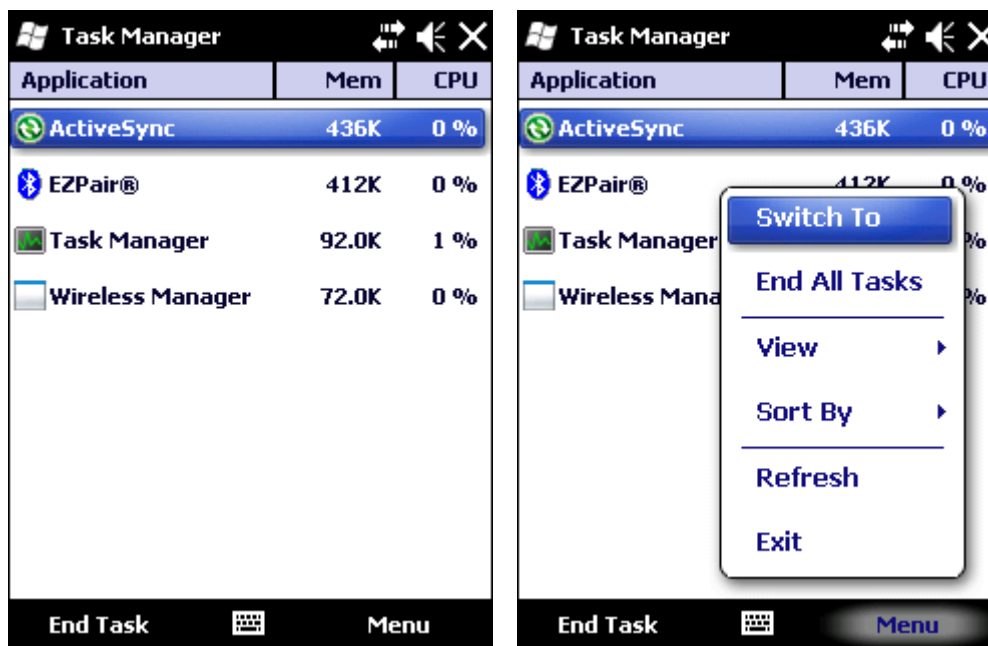 Task Manager
Application Mem CPU
ActiveSync 436K 0 %
EZPair® 412K 0 %
Task Manager 92.0K 1 %
Wireless Manager 72.0K 0 %
End Task Menu
Task Manager
Application Mem CPU
ActiveSync 436K 0 %
EZPair® 412K 0 %
Task Manager %
Wireless Mana %
Switch To
End All Tasks
View
Sort By
Refresh
Exit
End Task Menu